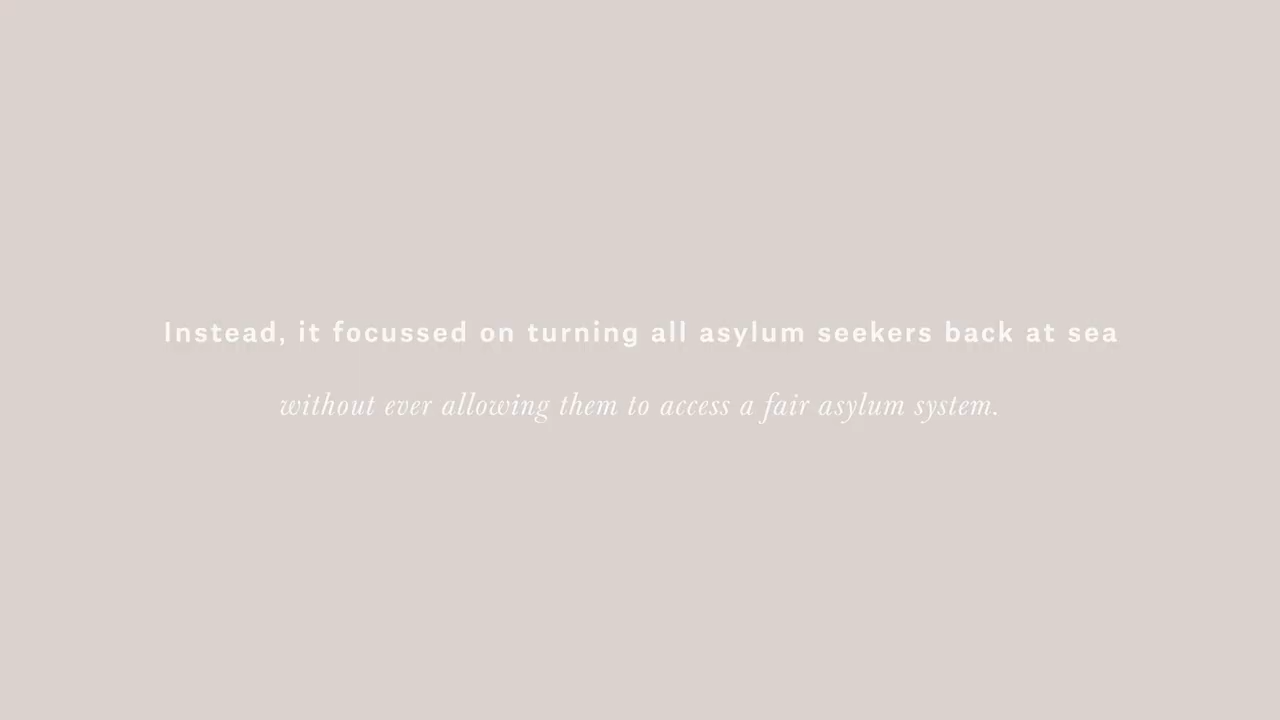 Instead, it focussed on turning all asylum seekers back at sea
without ever allowing them to access a fair asylum system.